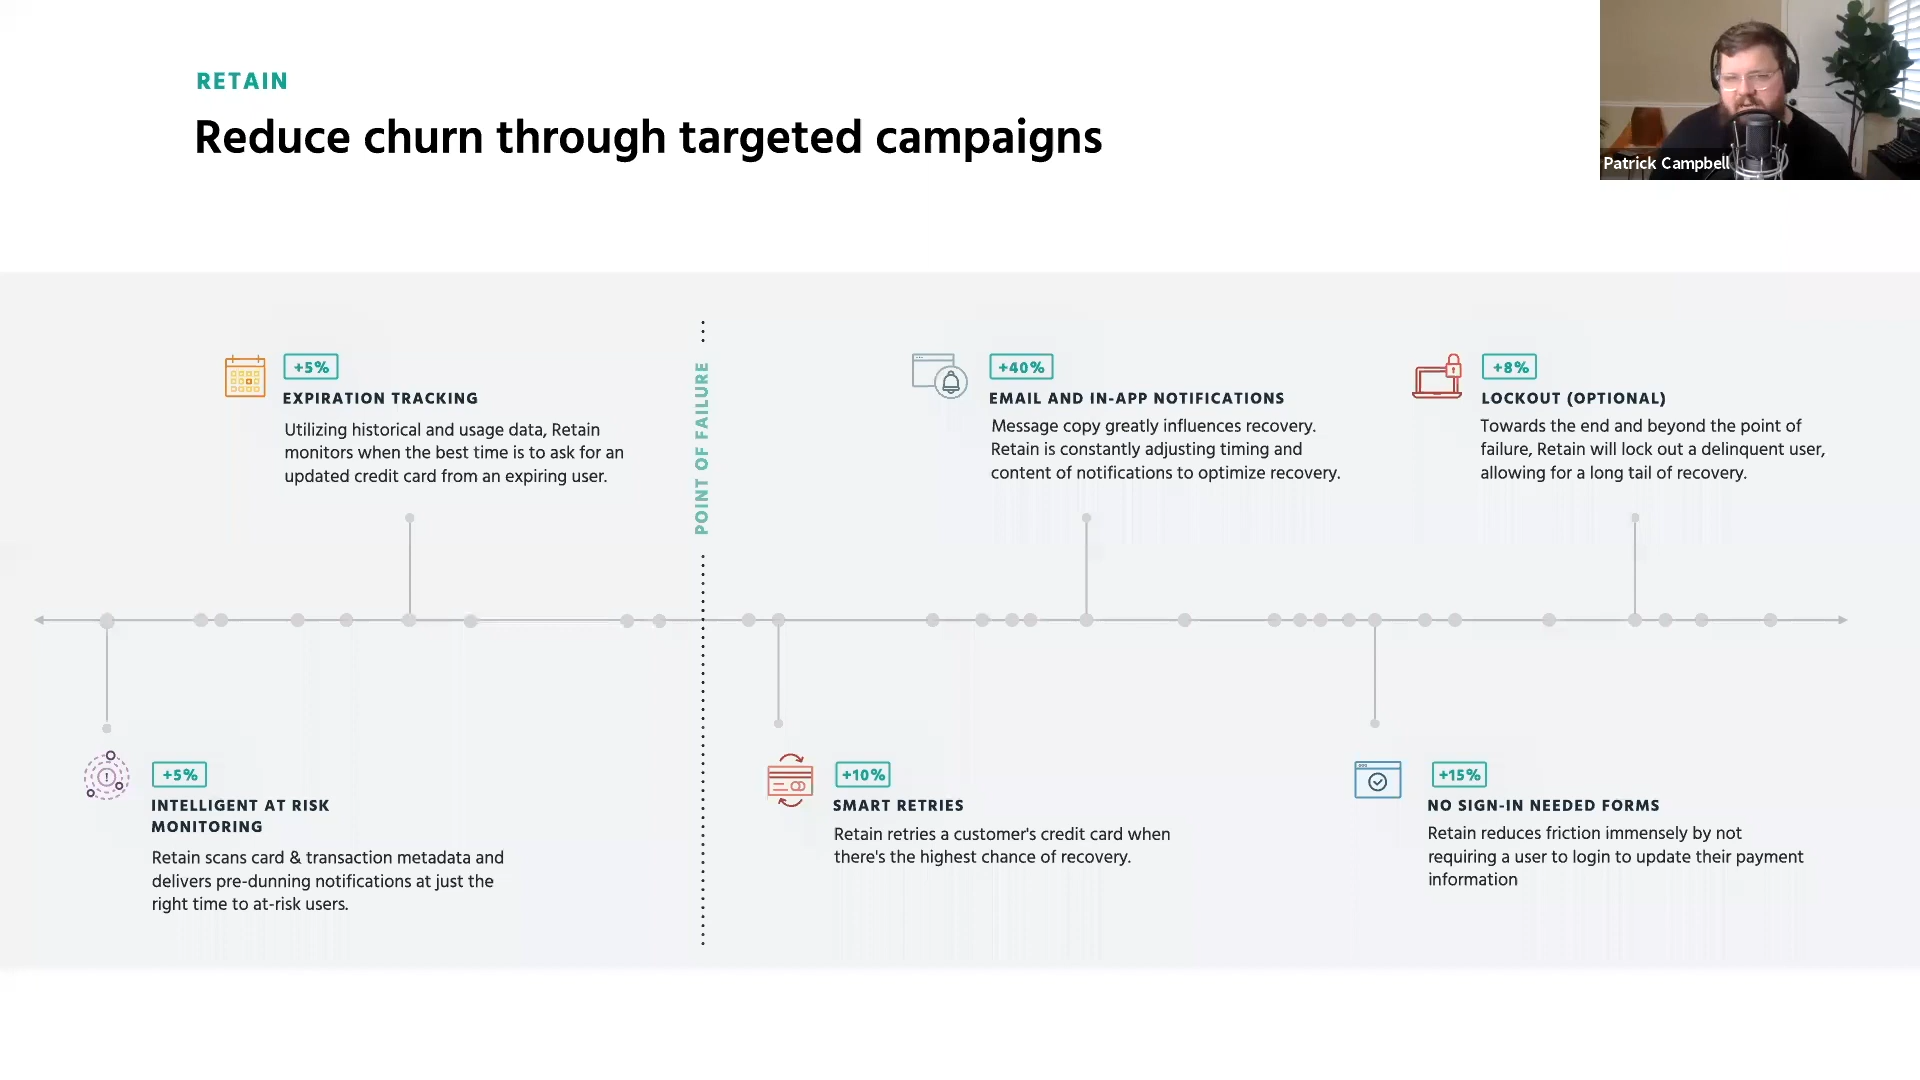 RETAIN
Reduce churn through targeted campaigns
Patrick Campbell
+5%
EXPIRATION TRACKING
Utilizing historical and usage data, Retain
monitors when the best time is to ask for an
updated credit card from an expiring user.
POINT OF FAILURE
+40%
EMAIL AND IN-APP NOTIFICATIONS
Message copy greatly influences recovery.
Retain is constantly adjusting timing and
content of notifications to optimize recovery.
+8%
LOCKOUT (OPTIONAL)
Towards the end and beyond the point of
failure, Retain will lock out a delinquent user,
allowing for a long tail of recovery.
+5%
INTELLIGENT AT RISK
MONITORING
Retain scans card & transaction metadata and
delivers pre-dunning notifications at just the
right time to at-risk users.
+10%
SMART RETRIES
Retain retries a customer's credit card when
there's the highest chance of recovery.
+15%
NO SIGN-IN NEEDED FORMS
Retain reduces friction immensely by not
requiring a user to login to update their payment
information